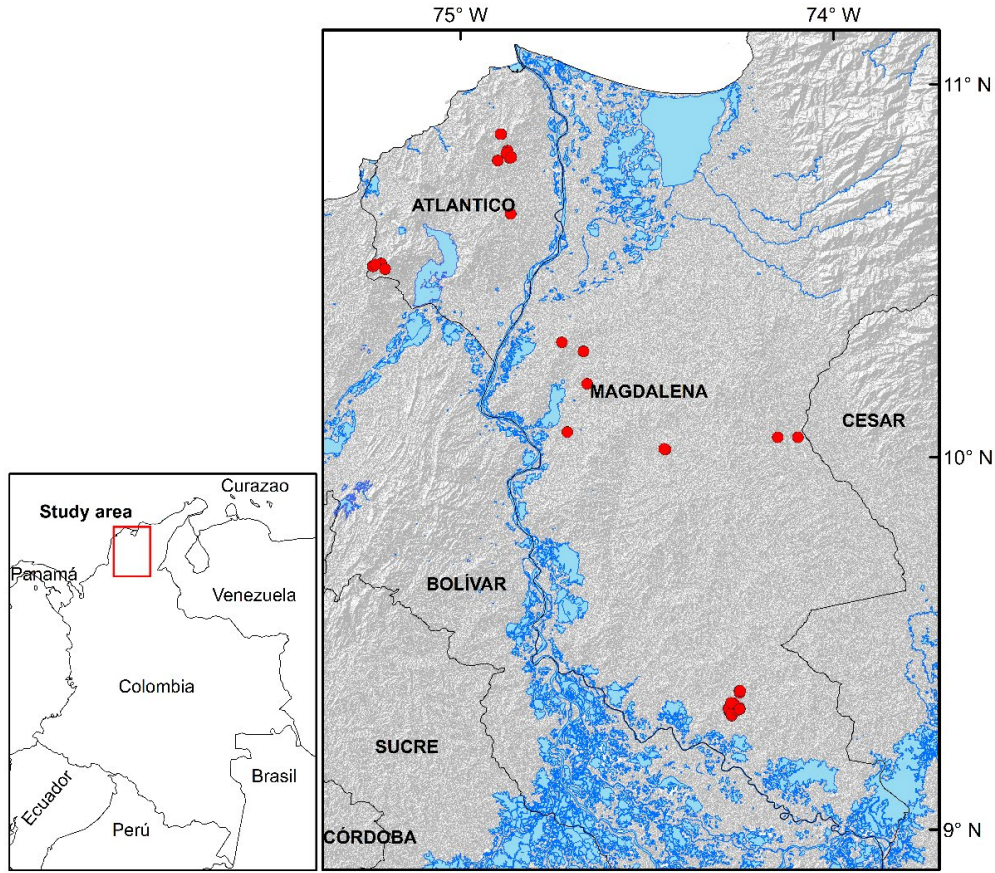 75° W
74° W
11° N
ATLANTICO
MAGDALENA
CESAR
10° N
Curazao
Study area
Panamá
Venezuela
BOLÍVAR
Colombia
SUCRE
Ecuador
Brasil
Perú
CÓRDOBA
9° N